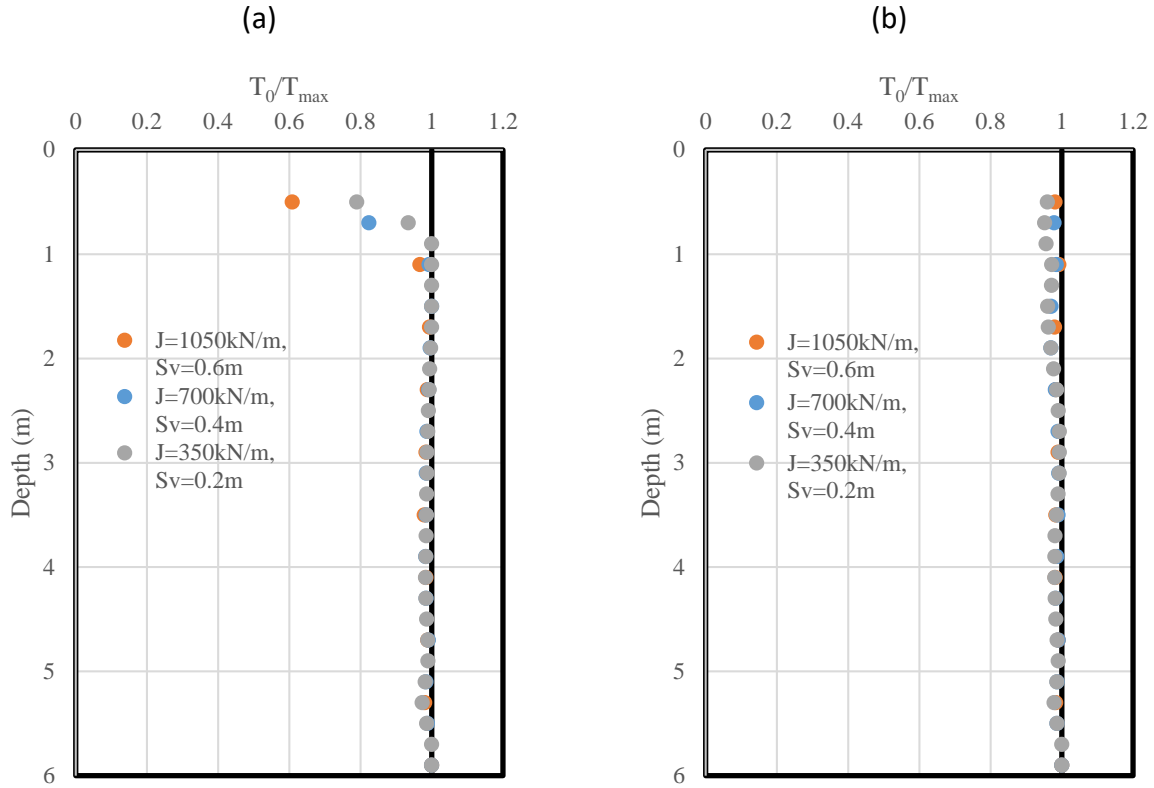 (a)
T0/Tmax
0 0.2 0.4 0.6 0.8 1 1.2
0
1
2
3
4
5
6
Depth (m)
J=1050kN/m,
Sv=0.6m
J=700kN/m,
Sv=0.4m
J=350kN/m,
Sv=0.2m
(b)
T0/Tmax
0 0.2 0.4 0.6 0.8 1 1.2
0
1
2
3
4
5
6
Depth (m)
J=1050kN/m,
Sv=0.6m
J=700kN/m,
Sv=0.4m
J=350kN/m,
Sv=0.2m